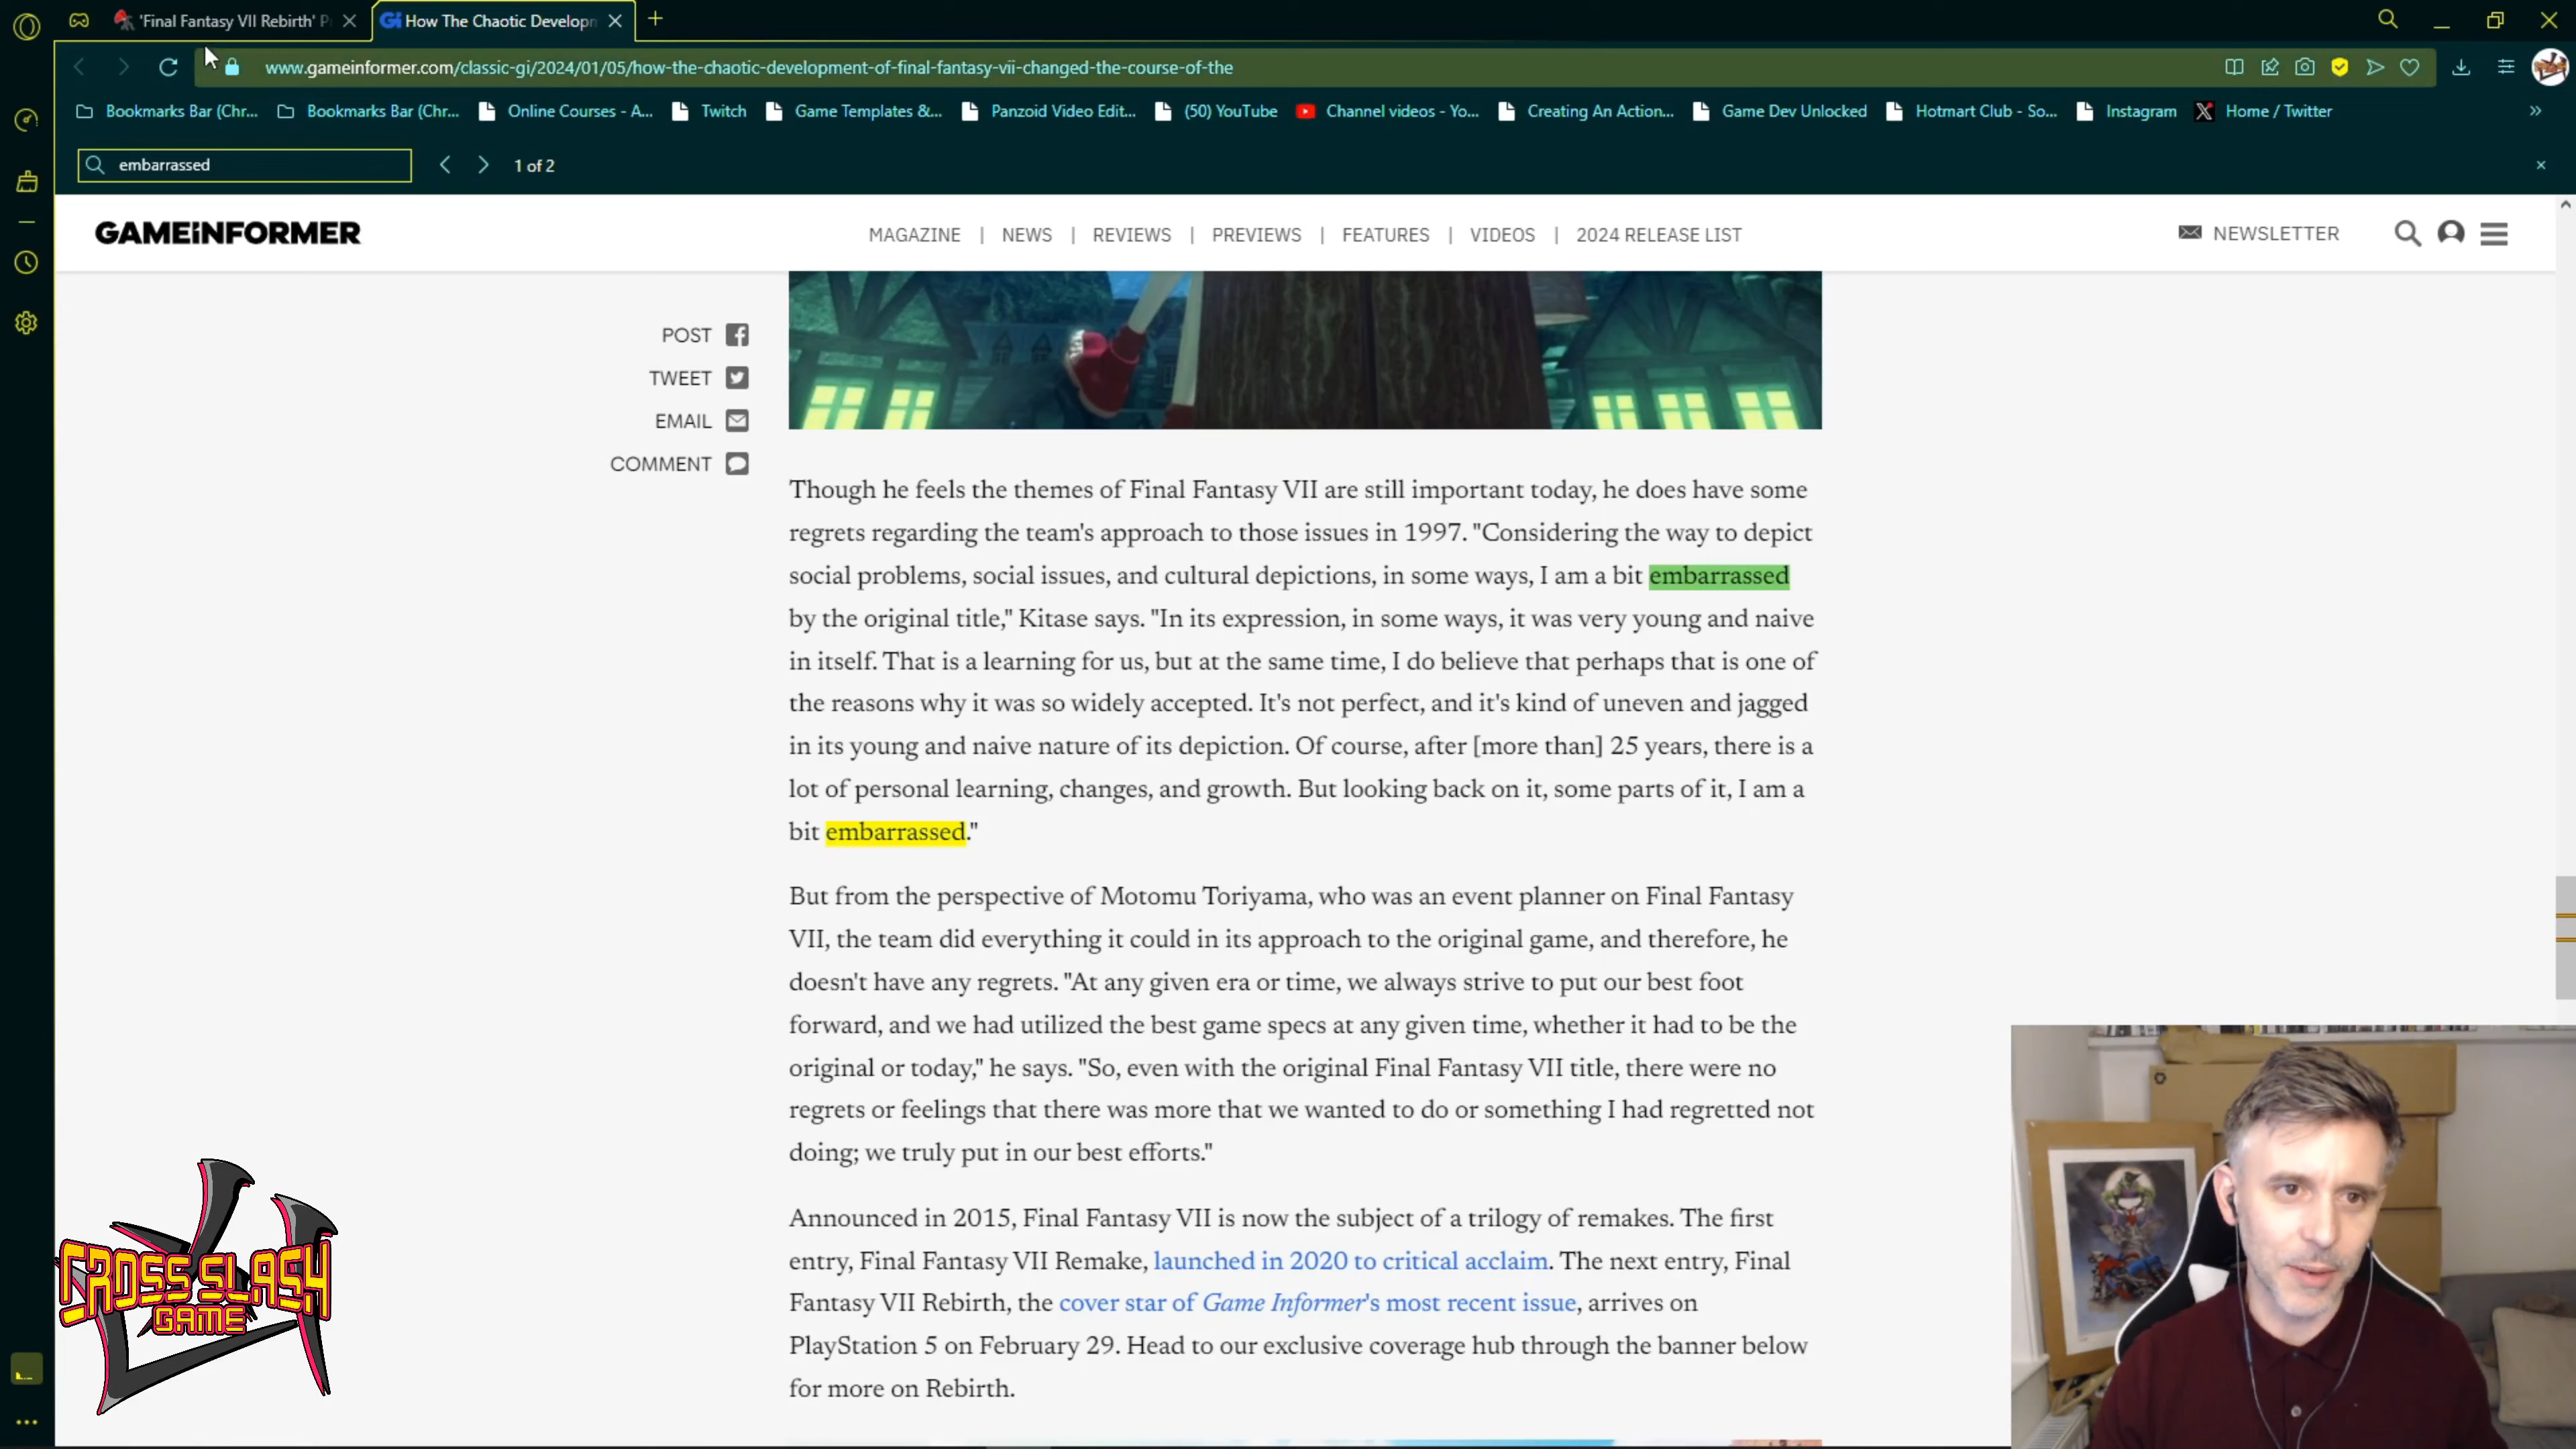 'Final Fantasy VII Rebirth' P
How The Chaotic Developn
www.gameinformer.com/classic-gi/2024/01/05/how-the-chaotic-development-of-final-fantasy-vii-changed-the-course-of-the
Bookmarks Bar (Chr... Bookmarks Bar (Chr... Online Courses - A... Twitch Game Templates &... Panzoid Video Edit... (50) YouTube Channel videos - Yo... Creating An Action... Game Dev Unlocked Hotmart Club - So... Instagram Home / Twitter
embarrassed 1 of 2
GAMEiNFORMER MAGAZINE | NEWS | REVIEWS | PREVIEWS | FEATURES | VIDEOS | 2024 RELEASE LIST NEWSLETTER
POST
TWEET
EMAIL
COMMENT
Though he feels the themes of Final Fantasy VII are still important today, he does have some
regrets regarding the team's approach to those issues in 1997. "Considering the way to depict
social problems, social issues, and cultural depictions, in some ways, I am a bit embarrassed
by the original title," Kitase says. "In its expression, in some ways, it was very young and naive
in itself. That is a learning for us, but at the same time, I do believe that perhaps that is one of
the reasons why it was so widely accepted. It's not perfect, and it's kind of uneven and jagged
in its young and naive nature of its depiction. Of course, after [more than] 25 years, there is a
lot of personal learning, changes, and growth. But looking back on it, some parts of it, I am a
bit embarrassed."
But from the perspective of Motomu Toriyama, who was an event planner on Final Fantasy
VII, the team did everything it could in its approach to the original game, and therefore, he
doesn't have any regrets. "At any given era or time, we always strive to put our best foot
forward, and we had utilized the best game specs at any given time, whether it had to be the
original or today," he says. "So, even with the original Final Fantasy VII title, there were no
regrets or feelings that there was more that we wanted to do or something I had regretted not
doing; we truly put in our best efforts."
Announced in 2015, Final Fantasy VII is now the subject of a trilogy of remakes. The first
entry, Final Fantasy VII Remake, launched in 2020 to critical acclaim. The next entry, Final
Fantasy VII Rebirth, the cover star of Game Informer's most recent issue, arrives on
PlayStation 5 on February 29. Head to our exclusive coverage hub through the banner below
for more on Rebirth.
CROSS SLASH
GAME